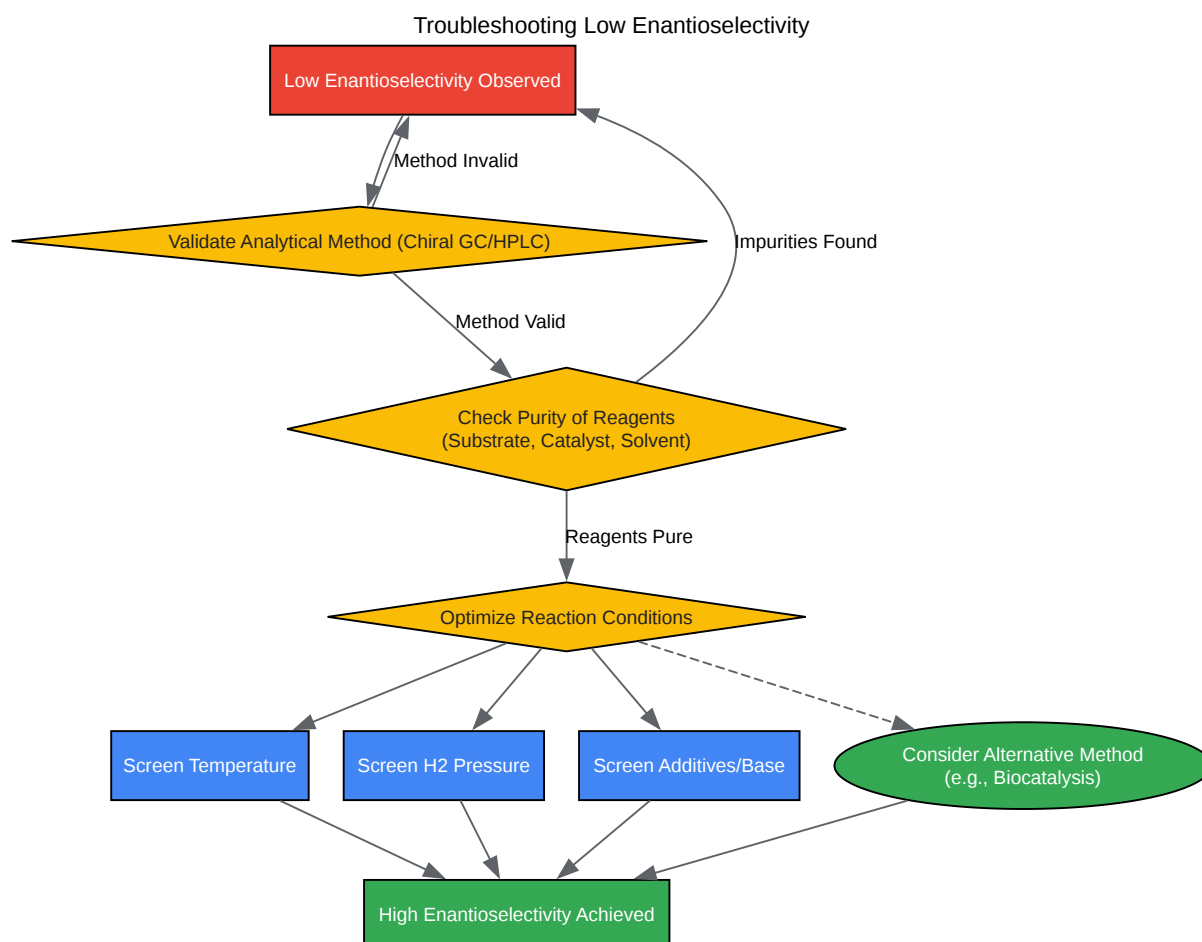 Troubleshooting Low Enantioselectivity
Low Enantioselectivity Observed
Method Invalid
Validate Analytical Method (Chiral GC/HPLC)
Impurities Found
Method Valid
Check Purity of Reagents
(Substrate, Catalyst, Solvent)
Reagents Pure
Optimize Reaction Conditions
Screen Temperature
Screen H2 Pressure
Screen Additives/Base
Consider Alternative Method
(e.g., Biocatalysis)
High Enantioselectivity Achieved